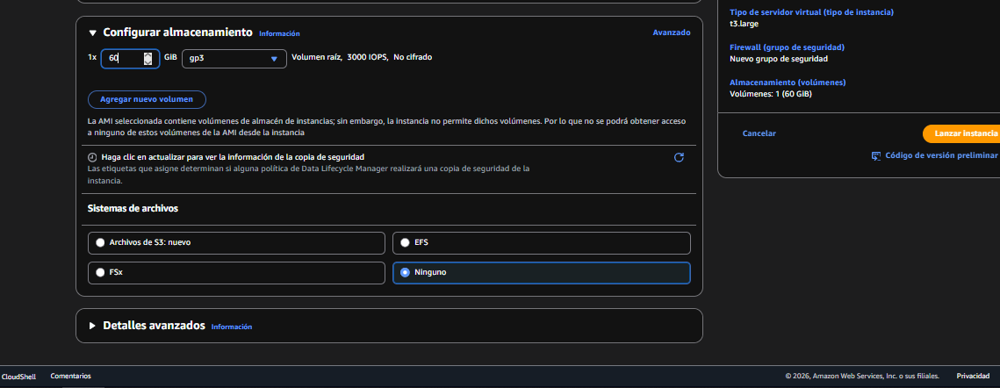 Configurar almacenamiento Información
Avanzado
1x 60 GiB gp3 Volumen raíz, 3000 IOPS, No cifrado
Agregar nuevo volumen
La AMI seleccionada contiene volúmenes de almacén de instancias; sin embargo, la instancia no permite dichos volúmenes. Por lo que no se podrá obtener acceso
a ninguno de estos volúmenes de la AMI desde la instancia
Haga clic en actualizar para ver la información de la copia de seguridad
Las etiquetas que asigne determinan si alguna política de Data Lifecycle Manager realizará una copia de seguridad de la
instancia.
Sistemas de archivos
Archivos de S3: nuevo
EFS
FSx
Ninguno
Detalles avanzados Información
Tipo de servidor virtual (tipo de instancia)
t3.large
Firewall (grupo de seguridad)
Nuevo grupo de seguridad
Almacenamiento (volúmenes)
Volúmenes: 1 (60 GiB)
Cancelar
Lanzar instancia
Código de versión preliminar
CloudShell
Comentarios
© 2026, Amazon Web Services, Inc. o sus filiales.
Privacidad